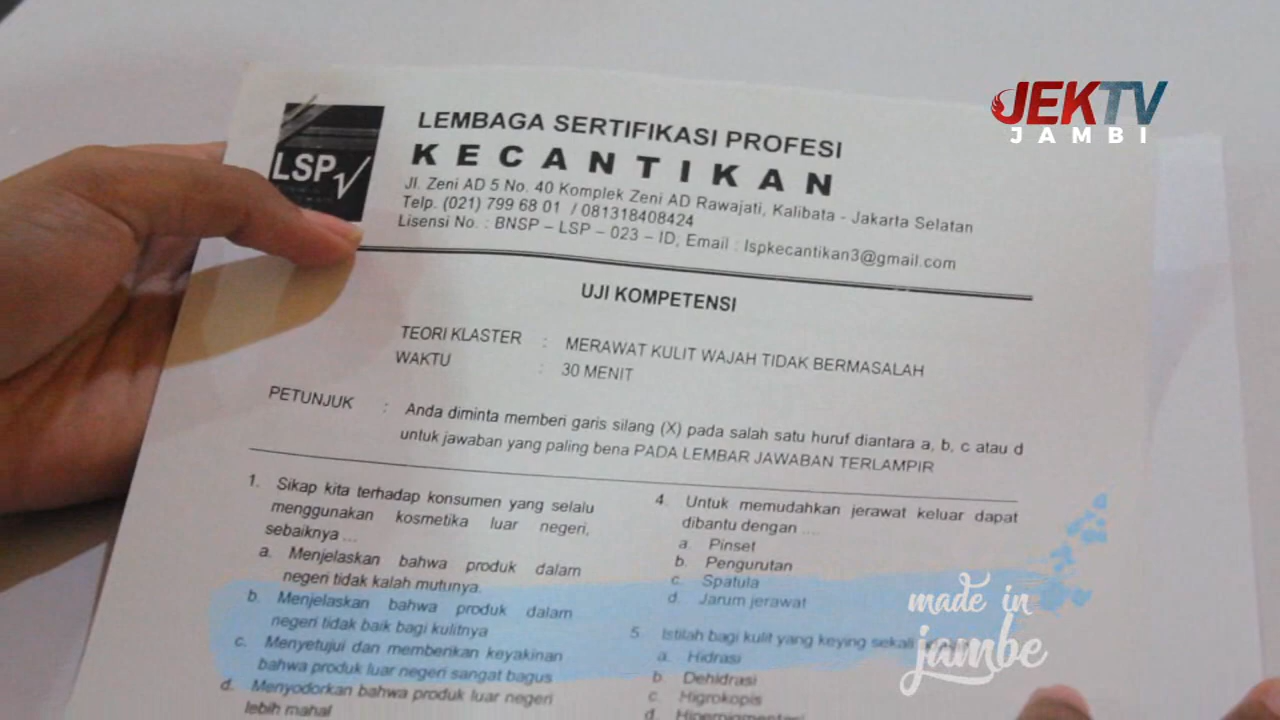 JEKTV
JAMBI
LSP
LEMBAGA SERTIFIKASI PROFESI
KECANTIKAN
Jl. Zeni AD 5 No. 40 Komplek Zeni AD Rawajati, Kalibata - Jakarta Selatan
Telp. (021) 799 68 01 / 081318408424
Lisensi No. : BNSP – LSP – 023 – ID, Email : lspkecantikan3@gmail.com
UJI KOMPETENSI
TEORI KLASTER : MERAWAT KULIT WAJAH TIDAK BERMASALAH
WAKTU : 30 MENIT
PETUNJUK : Anda diminta memberi garis silang (X) pada salah satu huruf diantara a, b, c atau d
untuk jawaban yang paling bena PADA LEMBAR JAWABAN TERLAMPIR
1. Sikap kita terhadap konsumen yang selalu
menggunakan kosmetika luar negeri,
sebaiknya ...
a. Menjelaskan bahwa produk dalam
negeri tidak kalah mutunya.
b. Menjelaskan bahwa produk dalam
negeri tidak baik bagi kulitnya
c. Menyetujui dan memberikan keyakinan
bahwa produk luar negeri sangat bagus
d. Menyodorkan bahwa produk luar negeri
lebih mahal
4. Untuk memudahkan jerawat keluar dapat
dibantu dengan ....
a. Pinset
b. Pengurutan
c. Spatula
d. Jarum jerawat
5. Istilah bagi kulit yang keying sekali
a. Hidrasi
b. Dehidrasi
c. Higrokopis
d. Hiperpigmentasi
made in
jambe